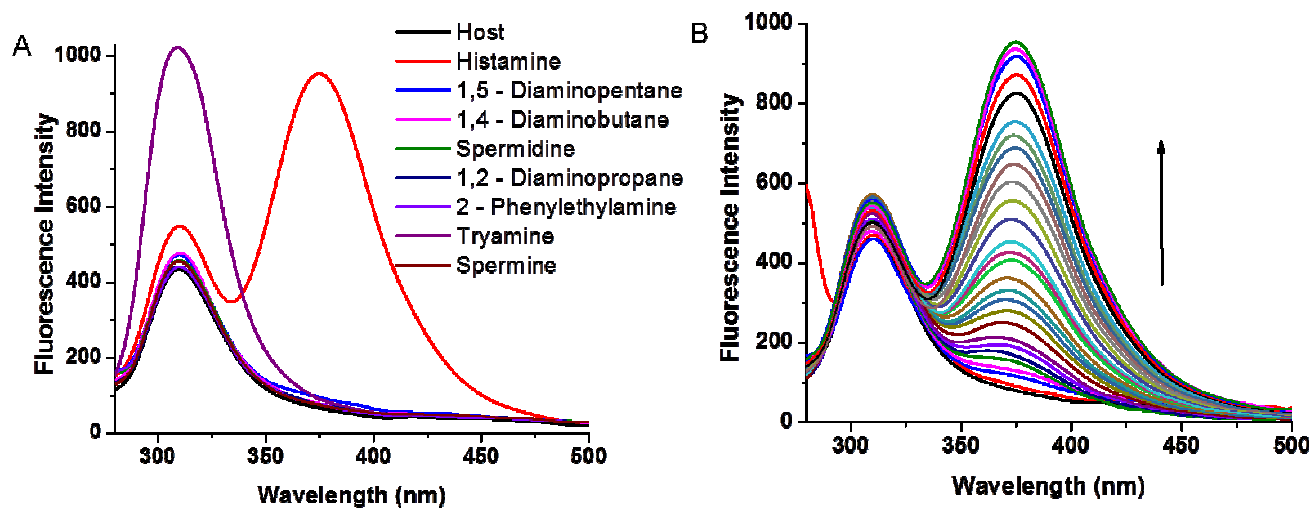 A
Host
Histamine
1,5 - Diaminopentane
1,4 - Diaminobutane
Spermidine
1,2 - Diaminopropane
2 - Phenylethylamine
Tryamine
Spermine
1000
800
600
400
200
0
Fluorescence Intensity
300 350 400 450 500
Wavelength (nm)
B
1000
800
600
400
200
0
Fluorescence Intensity
300 350 400 450 500
Wavelength (nm)